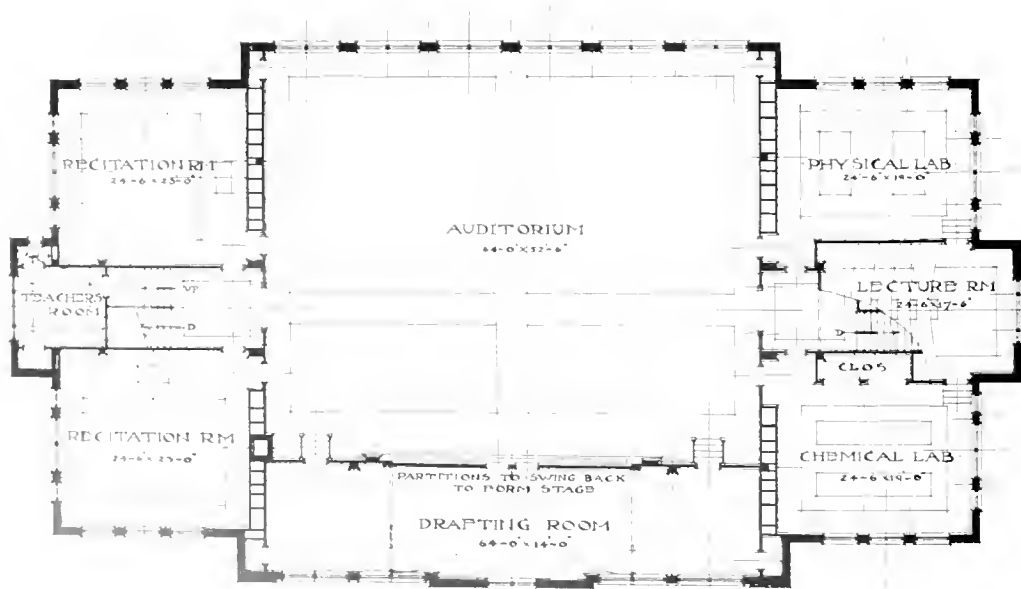 RECITATION RM
24'-6" x 25'-0"
PHYSICAL LAB
24'-6" x 19'-0"
AUDITORIUM
64'-0" x 52'-6"
TEACHERS
ROOM
UP
D
LECTURE RM
24'-6 x 17'-6"
D
CLOS
RECITATION RM
24'-6" x 25'-0"
CHEMICAL LAB
24'-6 x 19'-0"
PARTITIONS TO SWING BACK
TO FORM STAGE
DRAFTING ROOM
64'-0" x 14'-0"